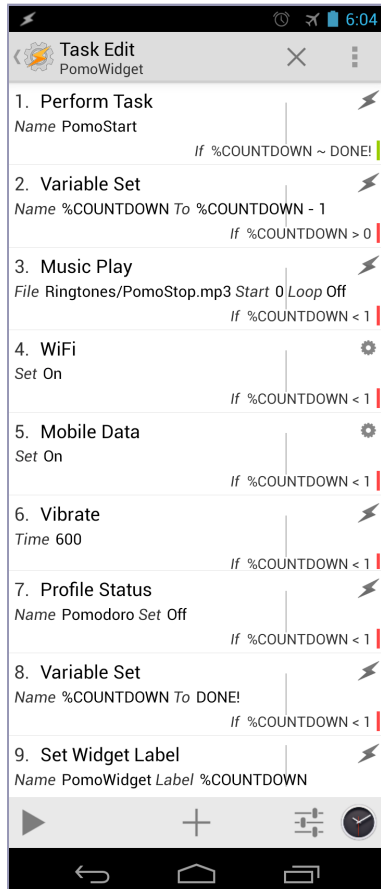 6:04
Task Edit
PomoWidget
1. Perform Task
Name PomoStart
If %COUNTDOWN ~ DONE!
2. Variable Set
Name %COUNTDOWN To %COUNTDOWN - 1
If %COUNTDOWN > 0
3. Music Play
File Ringtones/PomoStop.mp3 Start 0 Loop Off
If %COUNTDOWN < 1
4. WiFi
Set On
If %COUNTDOWN < 1
5. Mobile Data
Set On
If %COUNTDOWN < 1
6. Vibrate
Time 600
If %COUNTDOWN < 1
7. Profile Status
Name Pomodoro Set Off
If %COUNTDOWN < 1
8. Variable Set
Name %COUNTDOWN To DONE!
If %COUNTDOWN < 1
9. Set Widget Label
Name PomoWidget Label %COUNTDOWN